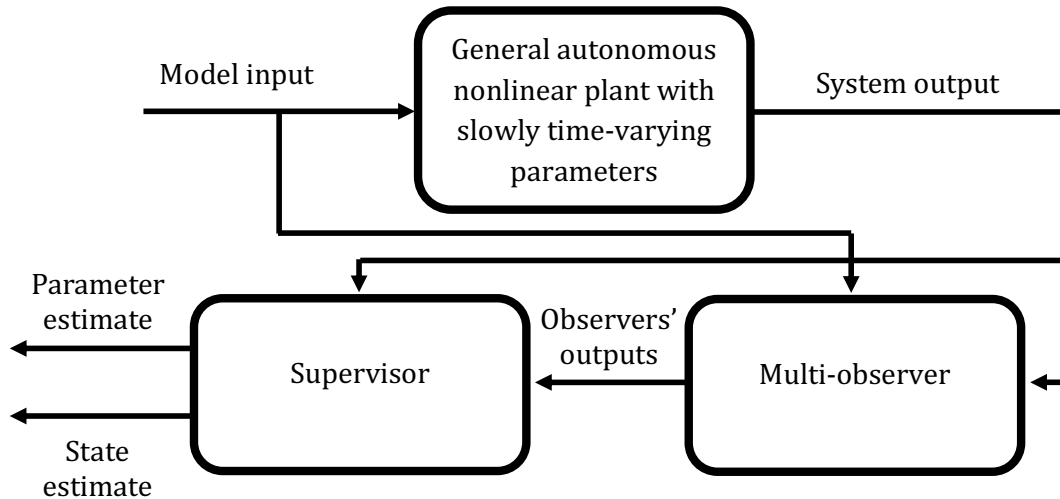 General autonomous
nonlinear plant with
slowly time-varying
parameters
Model input
System output
Parameter
estimate
Supervisor
Observers’
outputs
Multi-observer
State
estimate